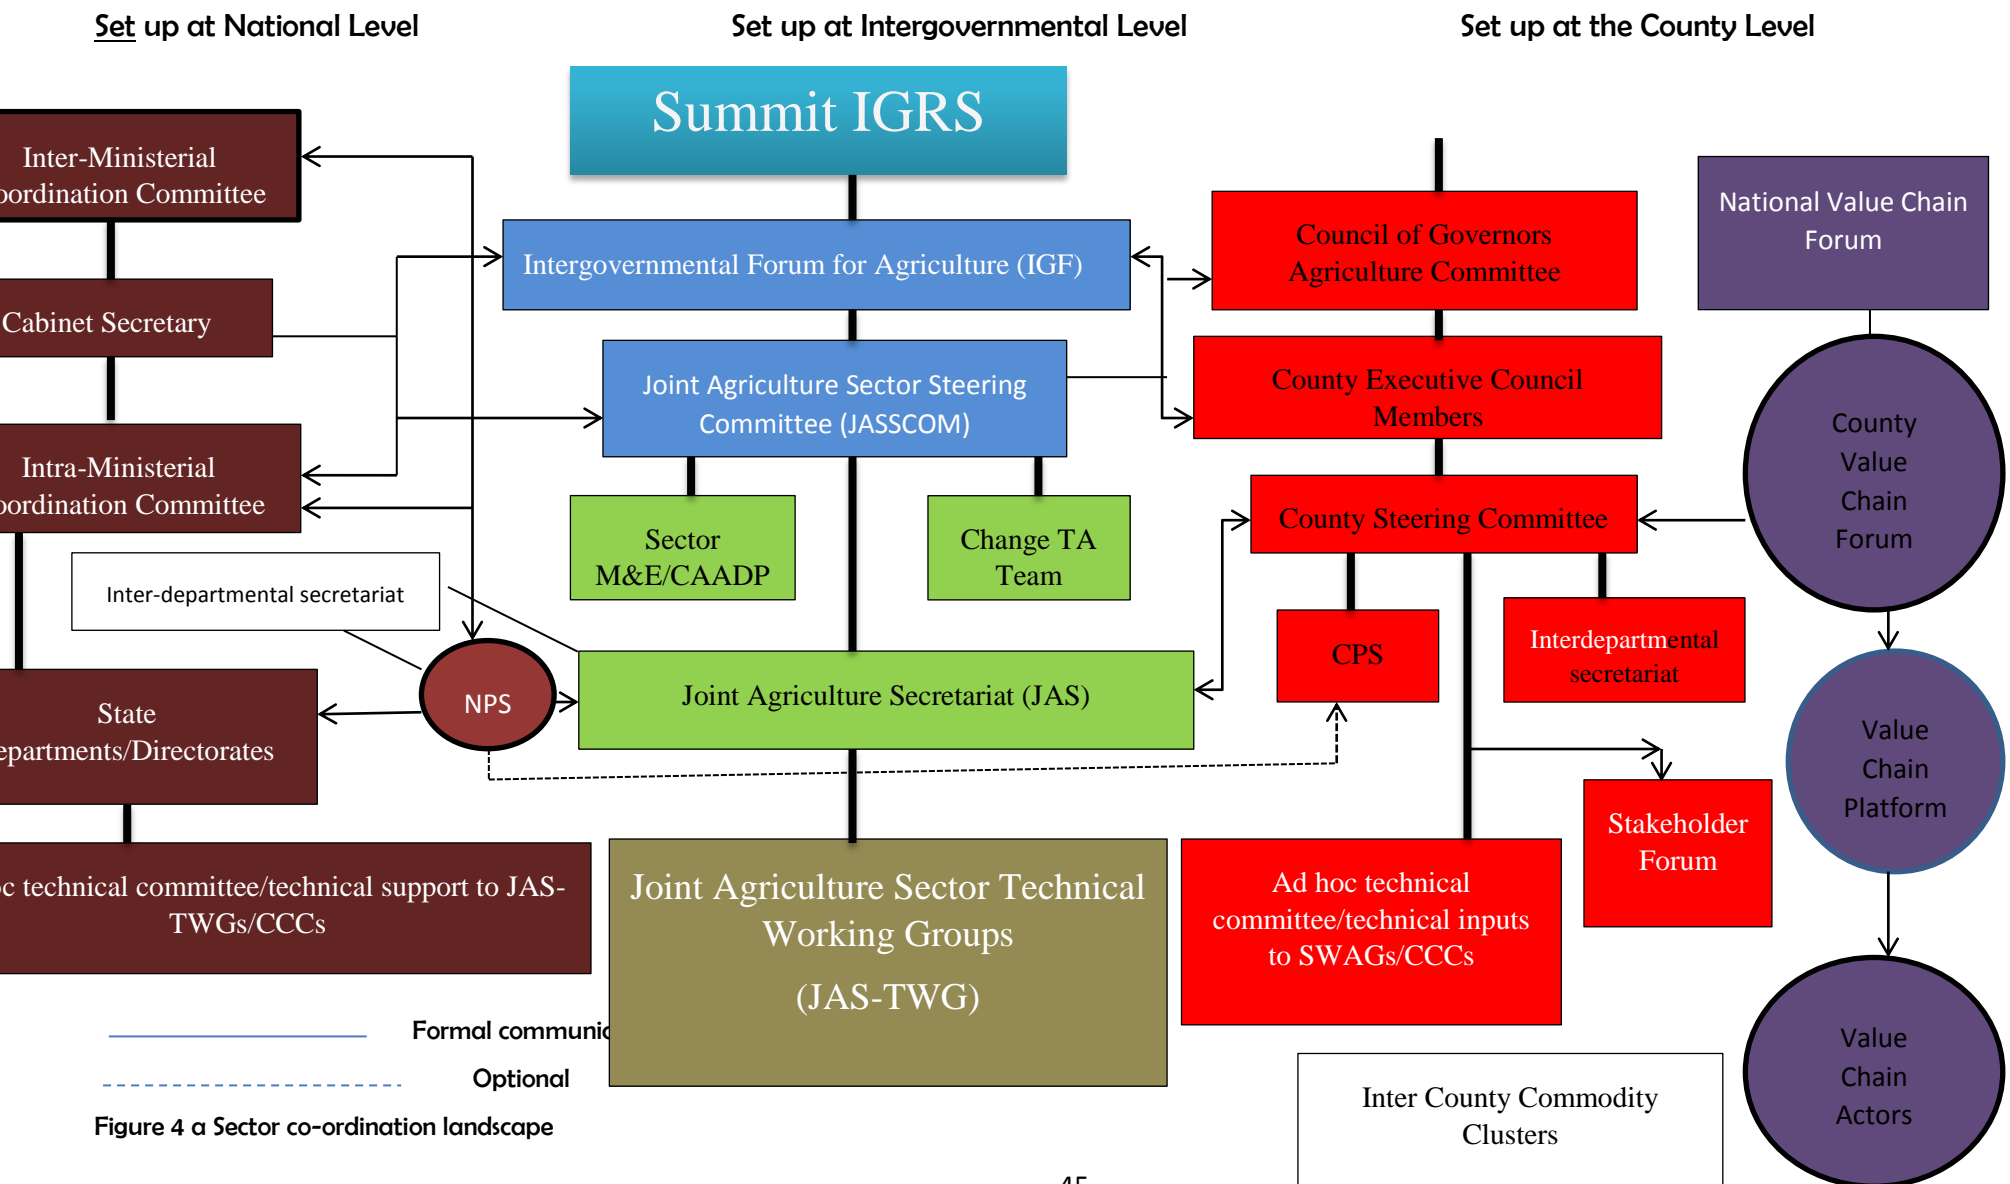 Set up at National Level
Set up at Intergovernmental Level
Set up at the County Level
Summit IGRS
Inter-Ministerial
oordination Committee
Cabinet Secretary
Intra-Ministerial
oordination Committee
Inter-departmental secretariat
State
epartments/Directorates
oc technical committee/technical support to JAS-
TWGs/CCCs
NPS
Intergovernmental Forum for Agriculture (IGF)
Joint Agriculture Sector Steering
Committee (JASSCOM)
Sector
M&E/CAADP
Change TA
Team
Joint Agriculture Secretariat (JAS)
Joint Agriculture Sector Technical
Working Groups
(JAS-TWG)
Council of Governors
Agriculture Committee
County Executive Council
Members
County Steering Committee
CPS
Interdepartmental
secretariat
Stakeholder
Forum
Ad hoc technical
committee/technical inputs
to SWAGs/CCCs
Inter County Commodity
Clusters
National Value Chain
Forum
County
Value
Chain
Forum
Value
Chain
Platform
Value
Chain
Actors
Formal communic
Optional
Figure 4 a Sector co-ordination landscape
45